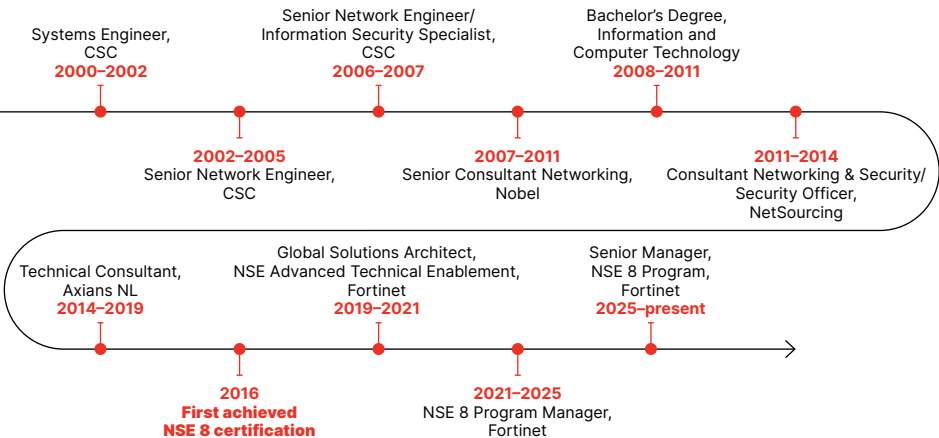 Systems Engineer,
CSC
2000–2002
2002–2005
Senior Network Engineer,
CSC
Senior Network Engineer/
Information Security Specialist,
CSC
2006–2007
2007–2011
Senior Consultant Networking,
Nobel
Bachelor’s Degree,
Information and
Computer Technology
2008–2011
2011–2014
Consultant Networking & Security/
Security Officer,
NetSourcing
Technical Consultant,
Axians NL
2014–2019
2016
First achieved
NSE 8 certification
Global Solutions Architect,
NSE Advanced Technical Enablement,
Fortinet
2019–2021
2021–2025
NSE 8 Program Manager,
Fortinet
Senior Manager,
NSE 8 Program,
Fortinet
2025–present